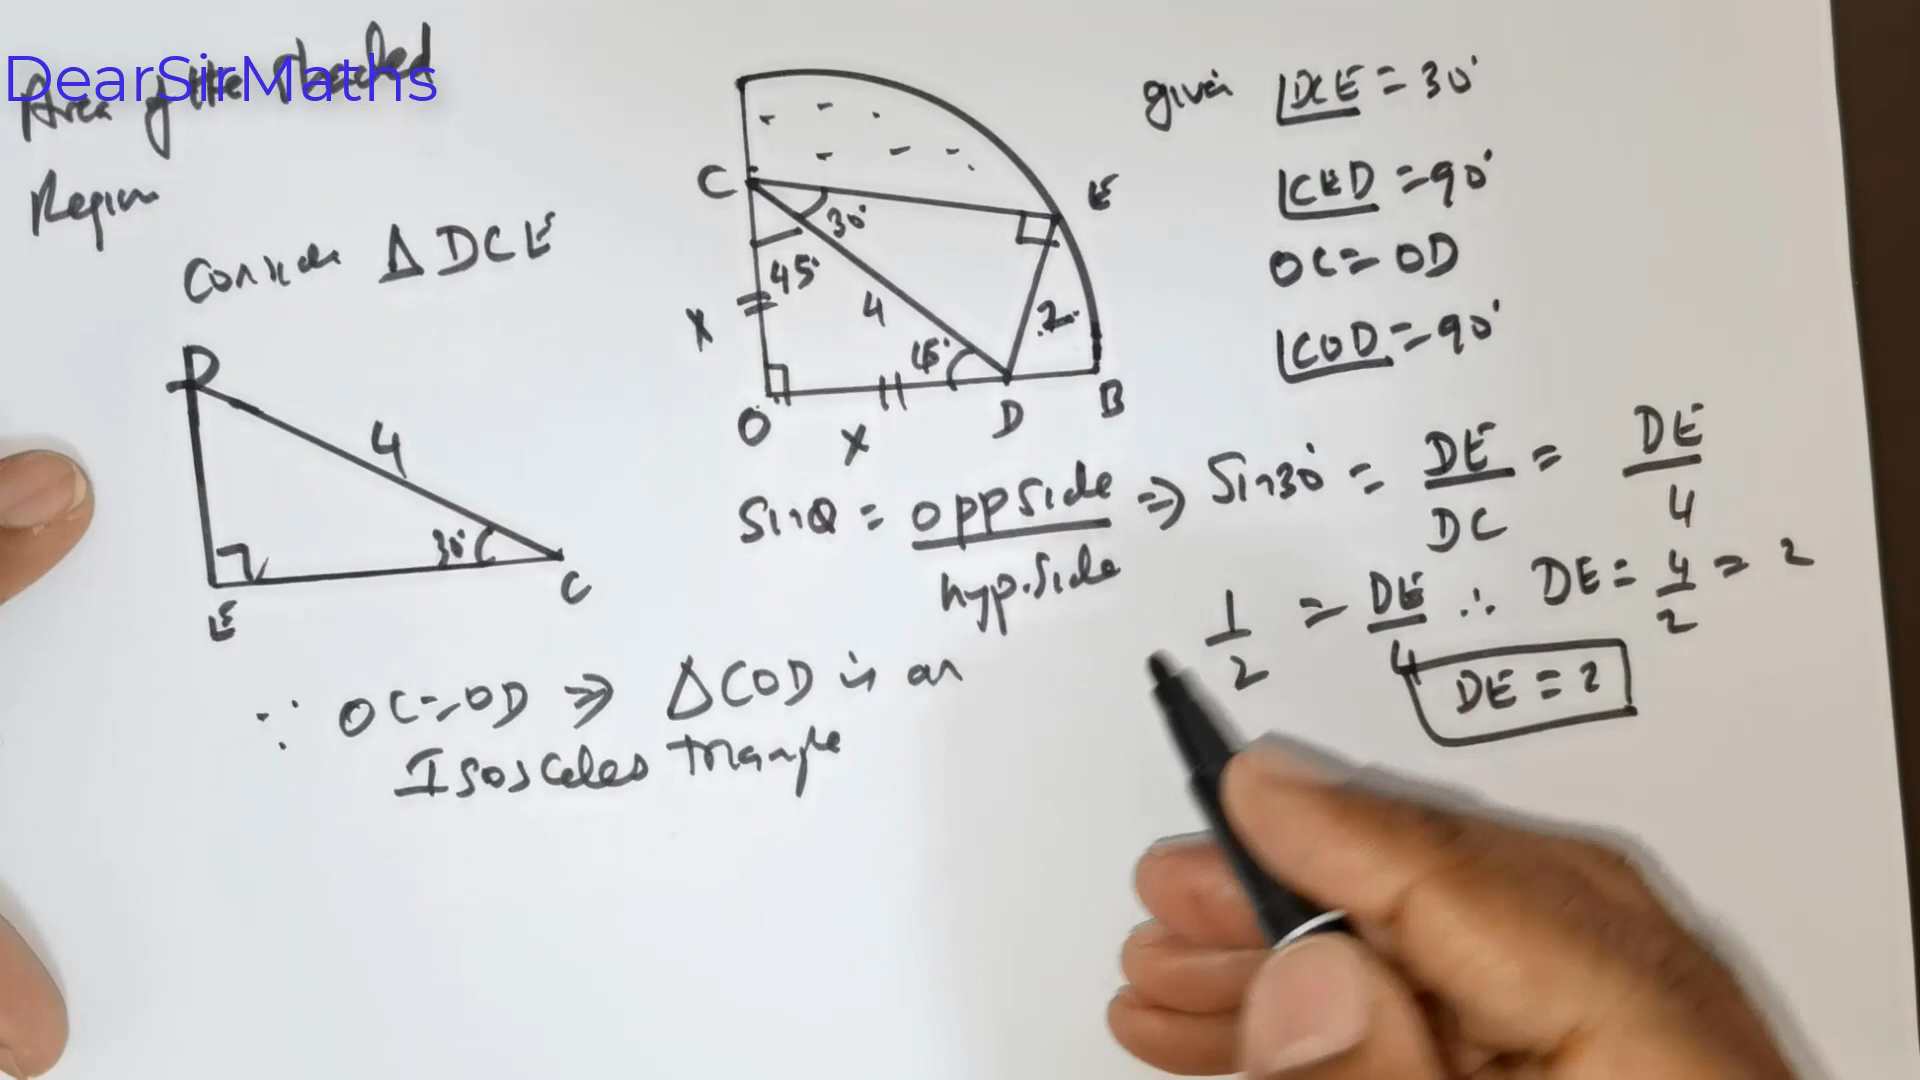 DearSirMaths
Area of the Shaded
Region
Consider Δ DCE
D
4
30°
E
C
C
E
30°
45°
4
2
X
45°
O
X
D
B
given ∠DCE = 30°
∠CED = 90°
OC = OD
∠COD = 90°
Sinθ = opp side / hyp. side ⇒ Sin30° = DE / DC = DE / 4
1/2 = DE/4 ∴ DE = 4/2 = 2
DE = 2
∵ OC = OD ⇒ ΔCOD is an
Isosceles triangle